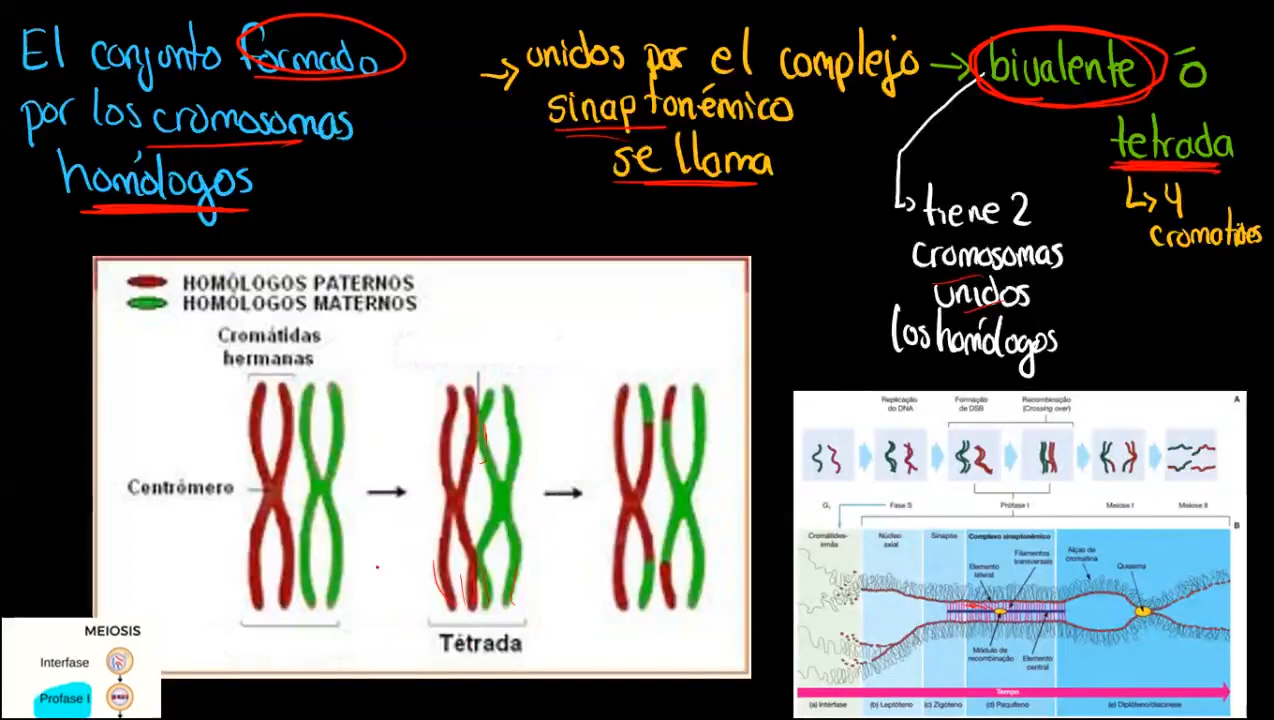 El conjunto formado
por los cromosomas
homólogos
→ unidos por el complejo
sinaptonémico
se llama
→ bivalente ó
tetrada
↳ 4
cromatides
↳ tiene 2
cromosomas
unidos
los homólogos
HOMÓLOGOS PATERNOS
HOMÓLOGOS MATERNOS
Cromátidas
hermanas
Centrómero
Tétrada
MEIOSIS
Interfase
Profase I
A
Replicação
do DNA
Formação
de DSB
Recombinação
(Crossing over)
G₁
Fase S
Prófase I
Meiose I
Meiose II
B
Cromátides-
irmãs
Núcleo
axial
Sinapse
Complexo sineptonêmico
Elemento
lateral
Filamentos
transversais
Alças de
cromatina
Quiasma
Módulo de
recombinação
Elemento
central
Tempo
(a) Intérfase
(b) Leptóteno
(c) Zigóteno
(d) Paquíteno
(e) Diplóteno/diacinese